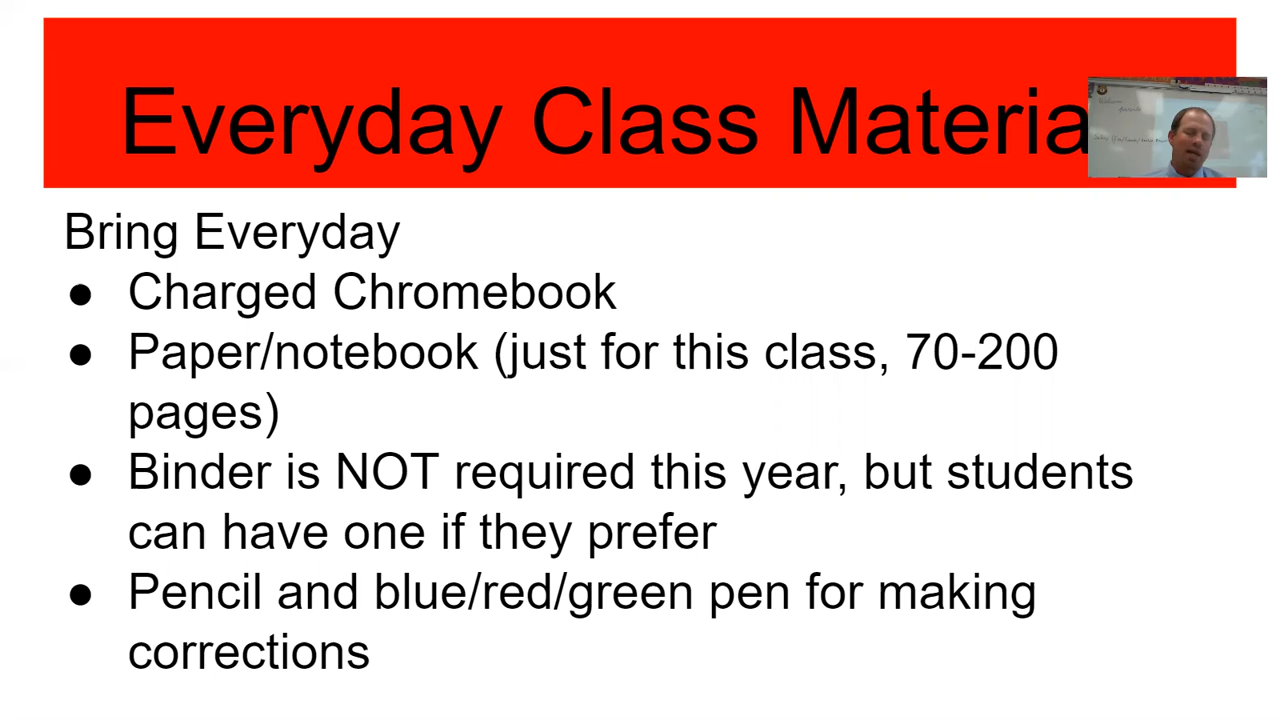 Everyday Class Materia
Bring Everyday
● Charged Chromebook
● Paper/notebook (just for this class, 70-200
pages)
● Binder is NOT required this year, but students
can have one if they prefer
● Pencil and blue/red/green pen for making
corrections